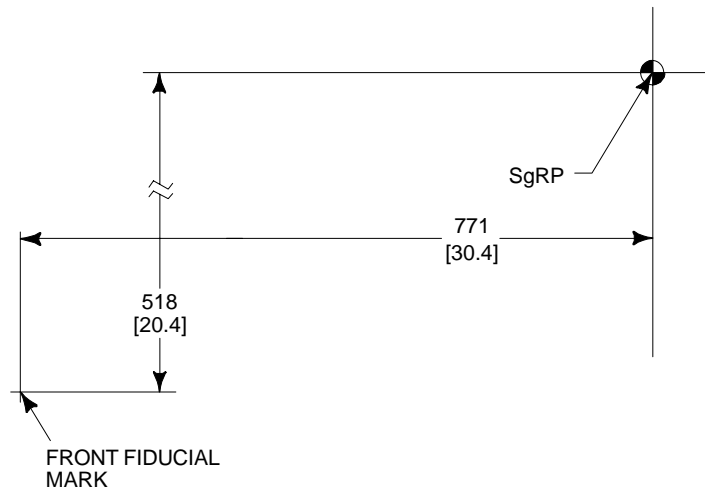 SgRP
771
[30.4]
518
[20.4]
FRONT FIDUCIAL
MARK